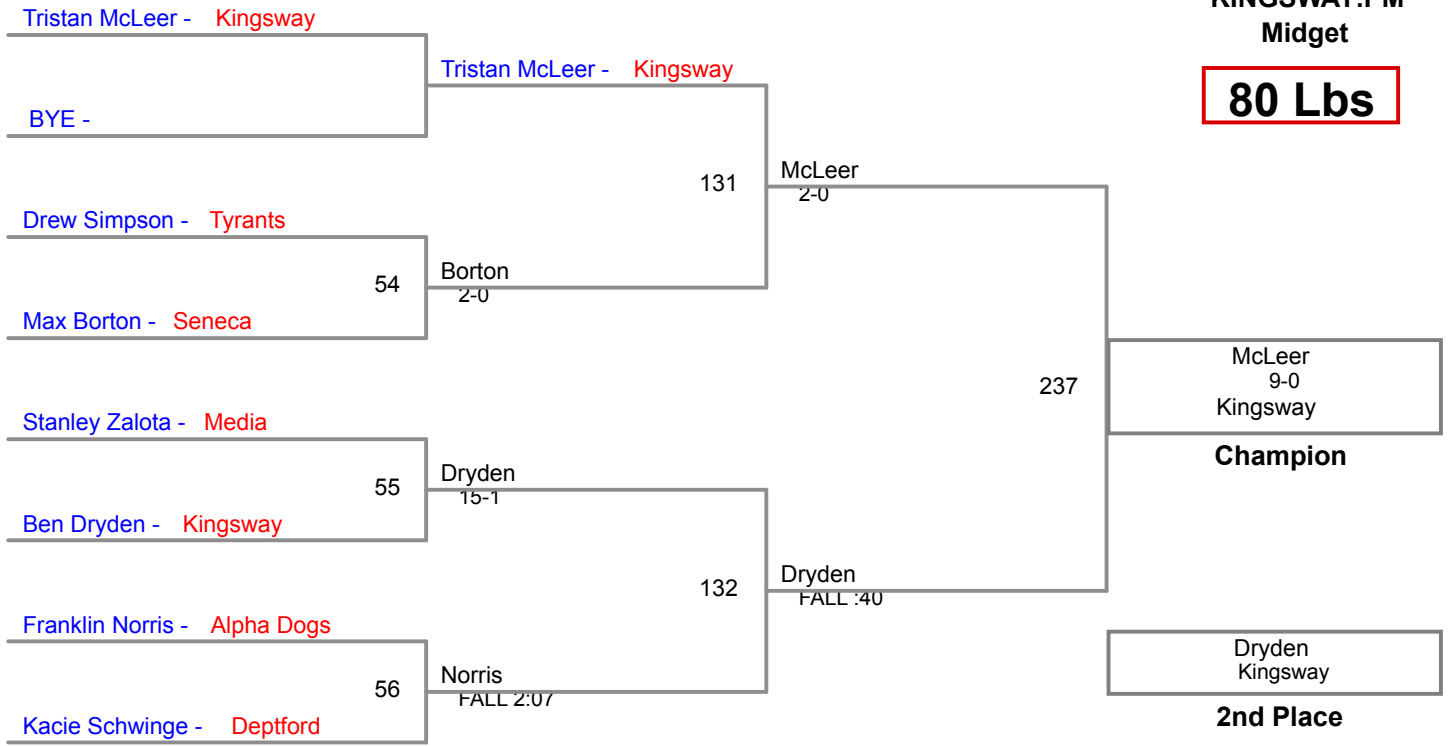 KINGSWAY.PM
Midget
80 Lbs
Tristan McLeer - Kingsway
BYE -
Drew Simpson - Tyrants
54
Max Borton - Seneca
Stanley Zalota - Media
55
Ben Dryden - Kingsway
Franklin Norris - Alpha Dogs
56
Kacie Schwinge - Deptford
Tristan McLeer - Kingsway
131
Borton
2-0
Dryden
15-1
132
Norris
FALL 2:07
McLeer
2-0
237
Dryden
FALL :40
McLeer
9-0
Kingsway
Champion
Dryden
Kingsway
2nd Place